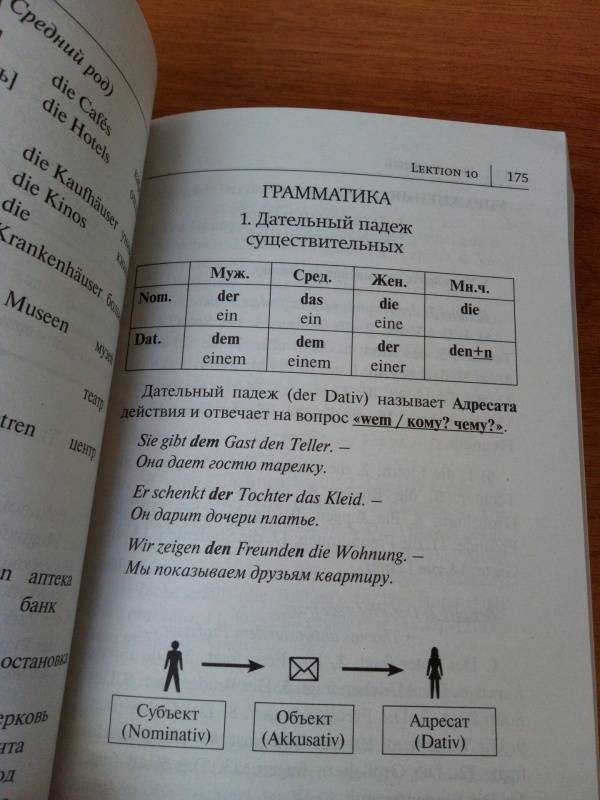 Средний род)
die Cafés
die Hotels
die Kaufhäuser
die Kinos
die
Krankenhäuser
Museen музей
театр
центр
аптека
банк
остановка
LEKTION 10 | 175
ГРАММАТИКА
1. Дательный падеж
существительных
Муж. Сред. Жен. Мн.ч.
Nom. der das die die
ein ein eine
Dat. dem dem der den+n
einem einem einer
Дательный падеж (der Dativ) называет Адресата
действия и отвечает на вопрос «wem / кому? чему?».
Sie gibt dem Gast den Teller. –
Она дает гостю тарелку.
Er schenkt der Tochter das Kleid. –
Он дарит дочери платье.
Wir zeigen den Freunden die Wohnung. –
Мы показываем друзьям квартиру.
Субъект Объект Адресат
(Nominativ) (Akkusativ) (Dativ)